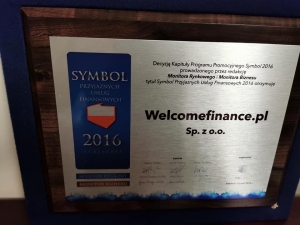 SYMBOL
PRZYJAZNYCH
USŁUG
FINANSOWYCH
2016
Decyzją Kapituły Programu Promocyjnego Symbol 2016
prowadzonego przez redakcje
Monitora Rynkowego i Monitora Biznesu
tytuł Symbol Przyjaznych Usług Finansowych 2016 otrzymuje
Welcomefinance.pl
Sp. z o.o.